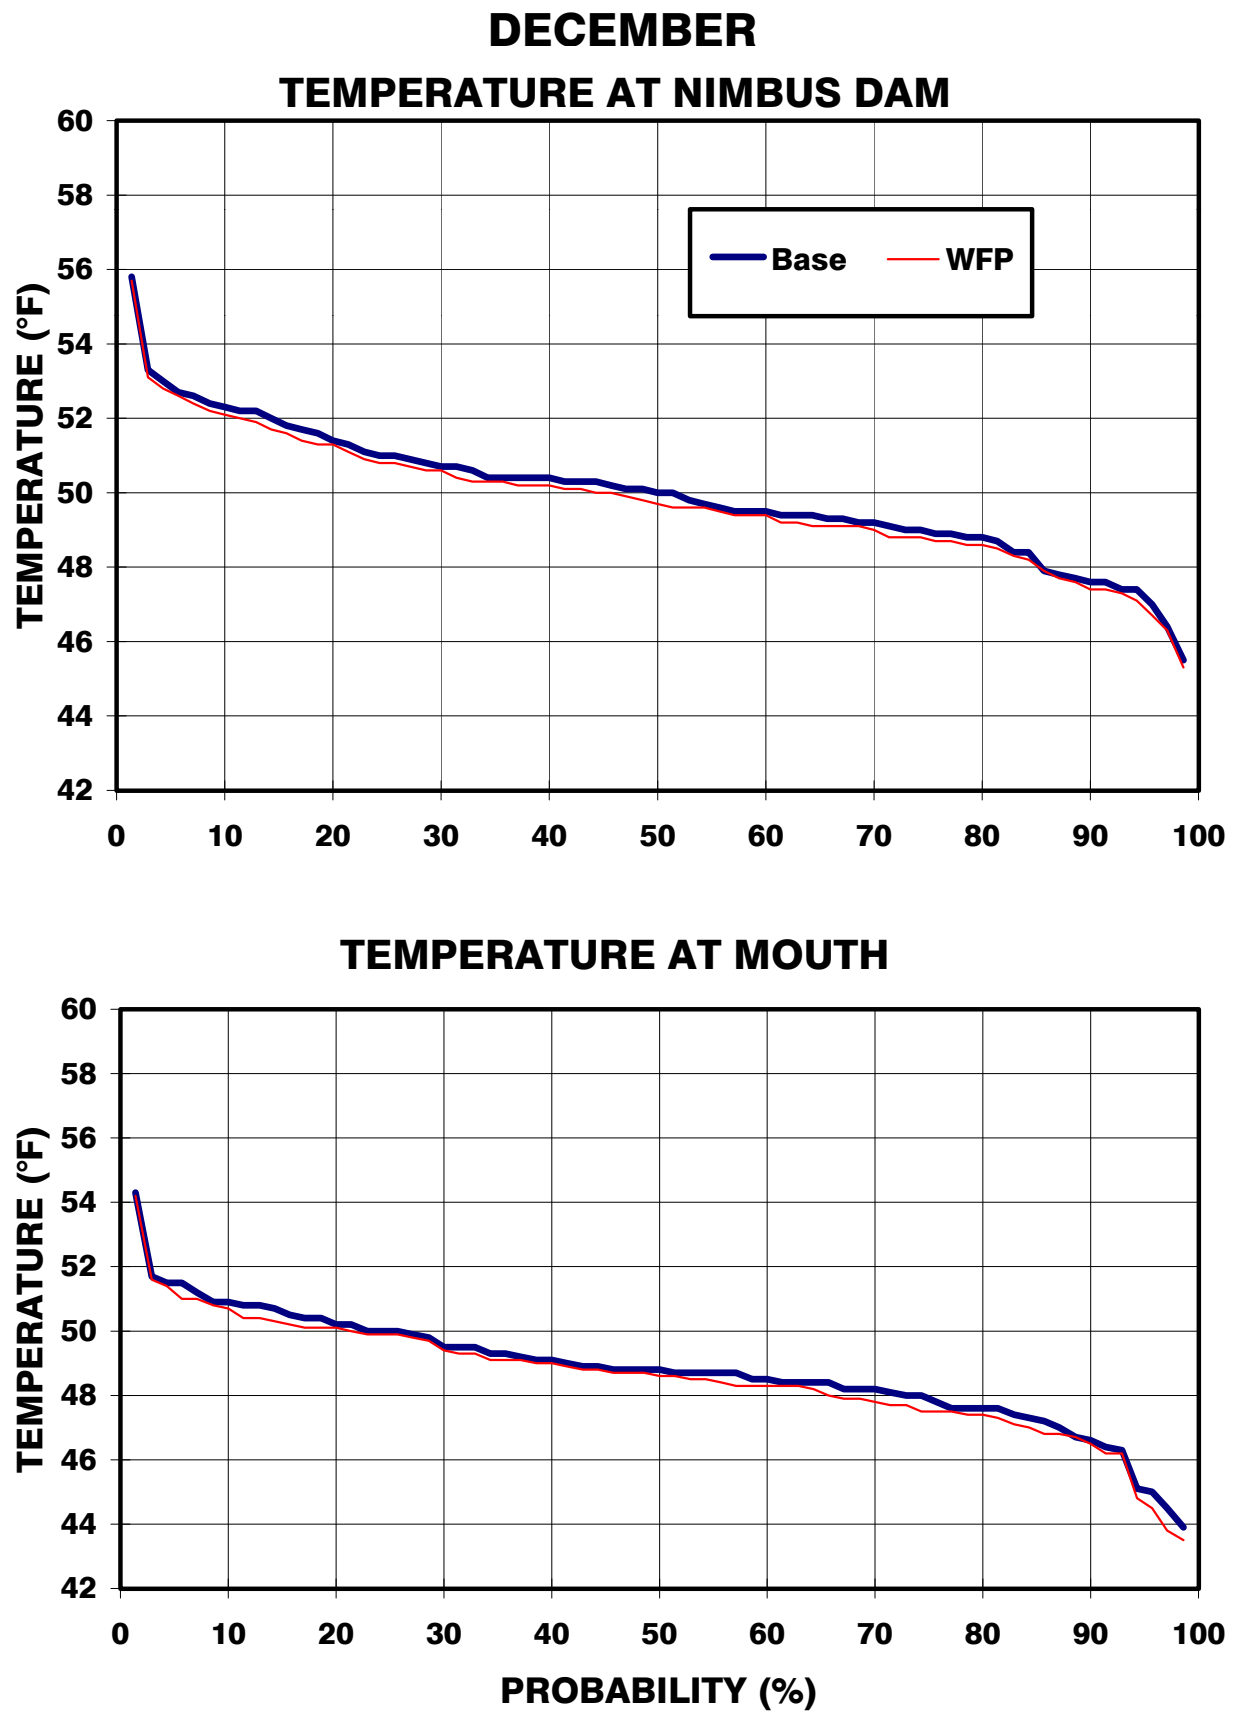 DECEMBER
TEMPERATURE AT NIMBUS DAM
60
58
56
54
52
50
48
46
44
42
TEMPERATURE (°F)
Base WFP
0 10 20 30 40 50 60 70 80 90 100
TEMPERATURE AT MOUTH
60
58
56
54
52
50
48
46
44
42
TEMPERATURE (°F)
0 10 20 30 40 50 60 70 80 90 100
PROBABILITY (%)